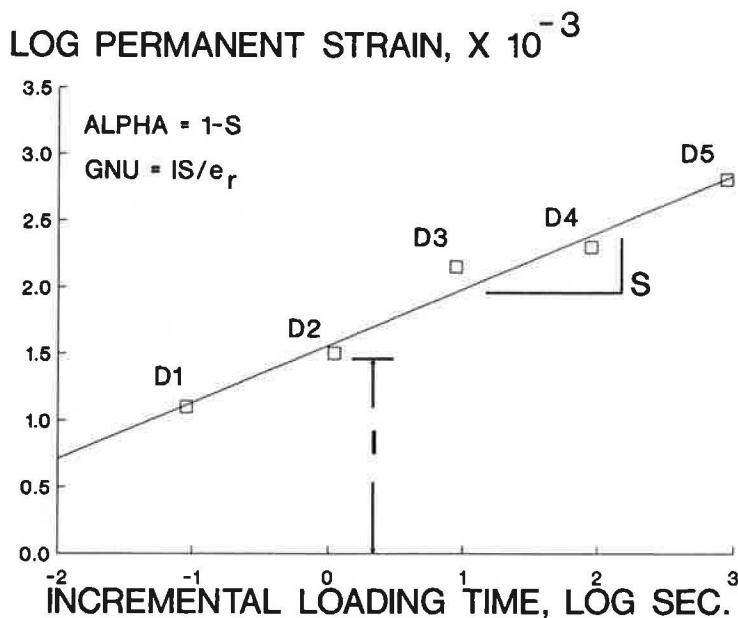 LOG PERMANENT STRAIN, X 10⁻³
3.5
ALPHA = 1-S
GNU = IS/eᵣ
3.0
D5
2.5
D4
D3
2.0
S
D2
1.5
D1
1.0
I
0.5
0.0
-2 -1 0 1 2 3
INCREMENTAL LOADING TIME, LOG SEC.